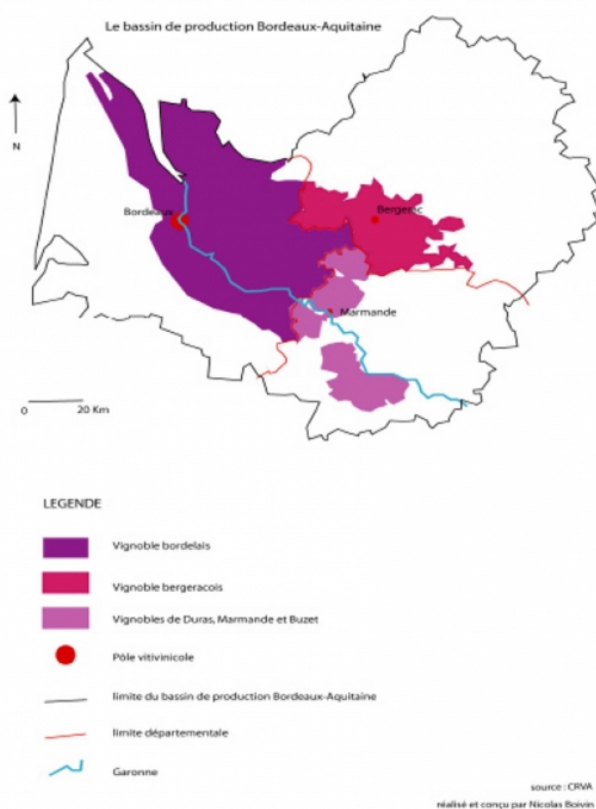 Le bassin de production Bordeaux-Aquitaine
N
Bordeaux
Bergerac
Marmande
0 20 Km
LEGENDE
Vignoble bordelais
Vignoble bergeracois
Vignobles de Duras, Marmande et Buzet
Pôle vitivinicole
limite du bassin de production Bordeaux-Aquitaine
limite départementale
Garonne
source : CRVA
réalisé et conçu par Nicolas Boivin